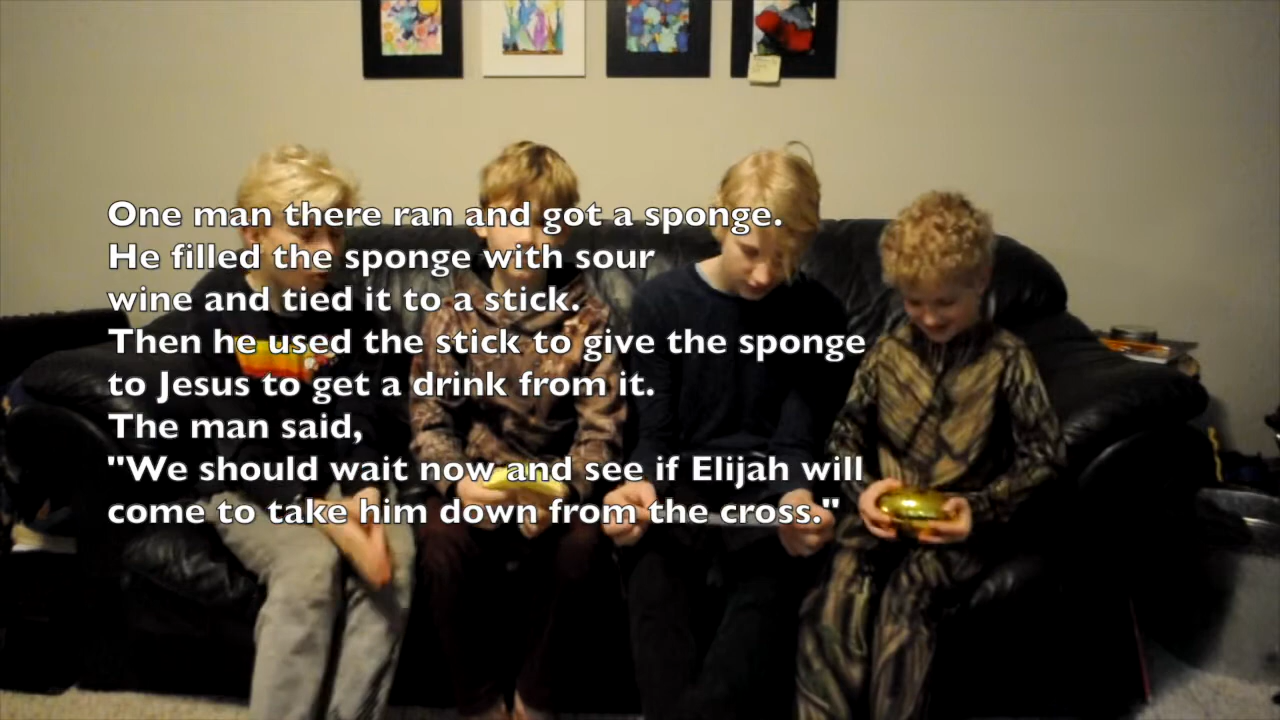 One man there ran and got a sponge.
He filled the sponge with sour
wine and tied it to a stick.
Then he used the stick to give the sponge
to Jesus to get a drink from it.
The man said,
"We should wait now and see if Elijah will
come to take him down from the cross."